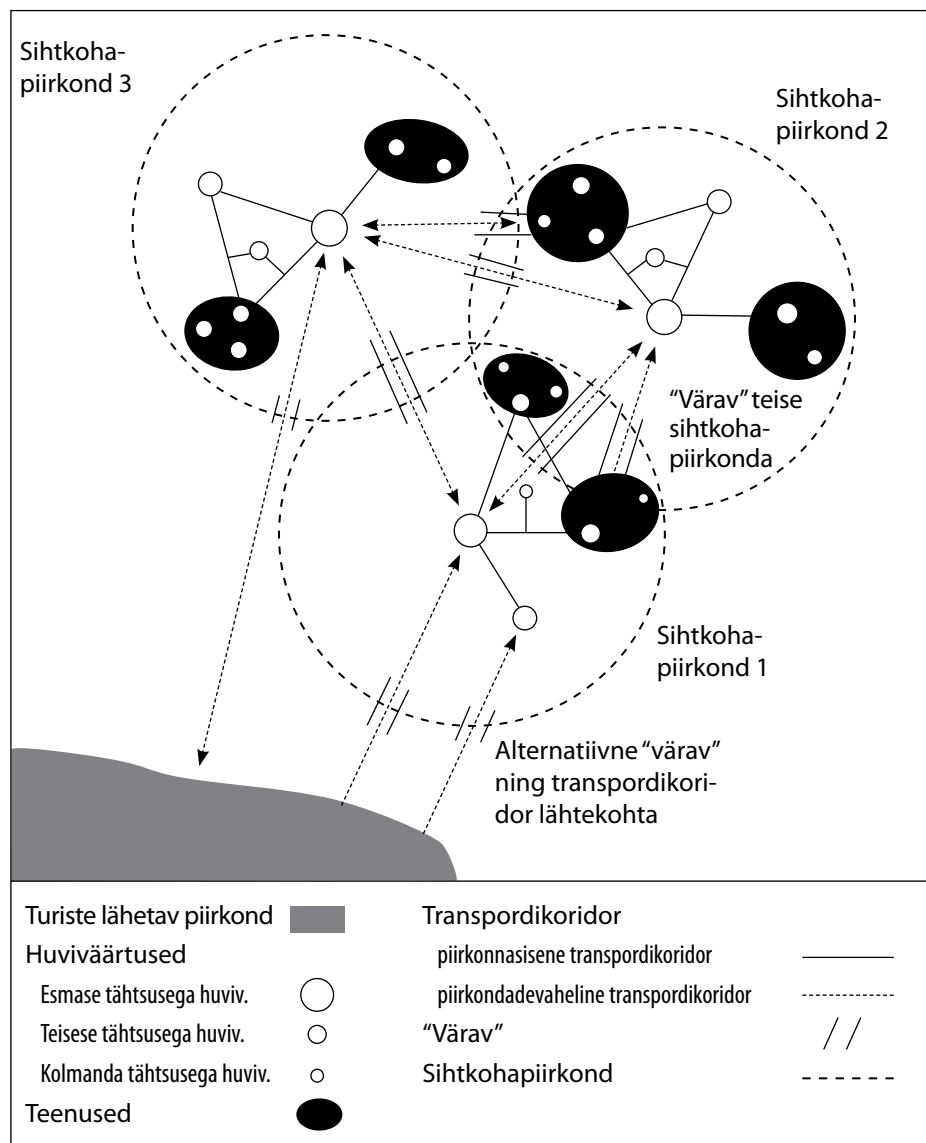 Sihtkoha-
piirkond 3
Sihtkoha-
piirkond 2
“Värav” teise
sihtkoha-
piirkonda
Sihtkoha-
piirkond 1
Alternatiivne “värav”
ning transpordikori-
dor lähtekohta
Turiste lähetav piirkond
Huviväärtused
Esmase tähtsusega huviv.
Teisese tähtsusega huviv.
Kolmanda tähtsusega huviv.
Teenused
Transpordikoridor
piirkonnasisene transpordikoridor
piirkondadevaheline transpordikoridor
“Värav”
Sihtkohapiirkond